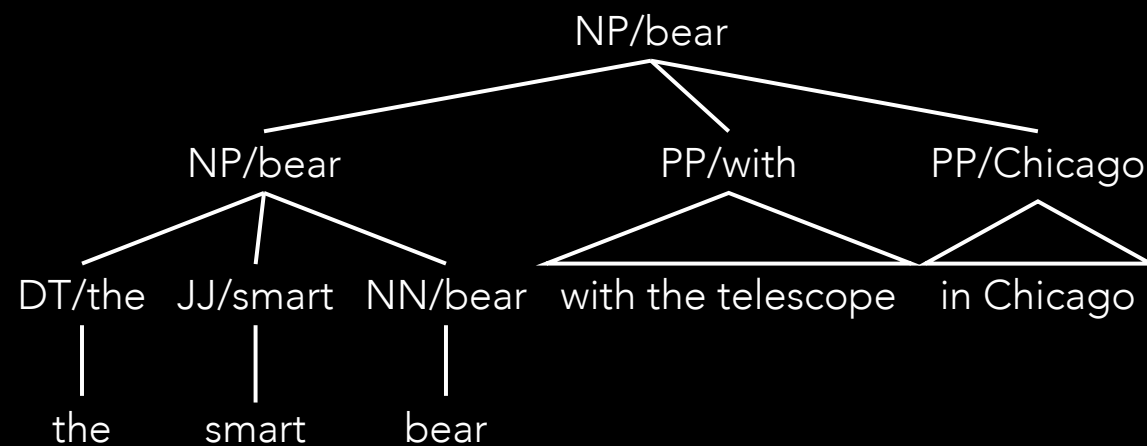 NP/bear
NP/bear PP/with PP/Chicago
DT/the JJ/smart NN/bear with the telescope in Chicago
the smart bear